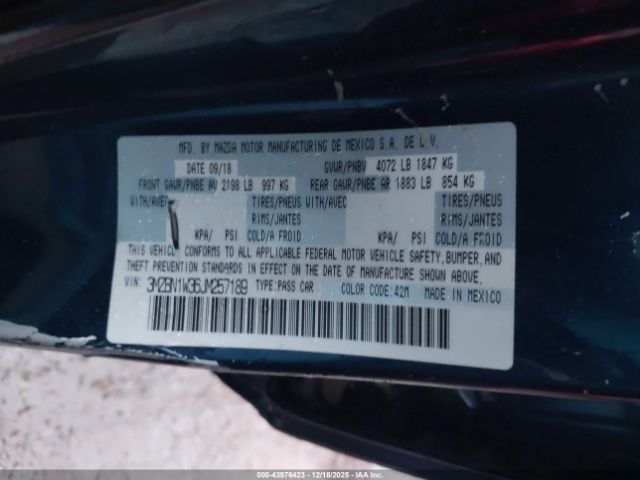 MFD. BY MAZDA MOTOR MANUFACTURING DE MEXICO S.A. DE C.V.
DATE 09/18 GVWR/PNBV 4072 LB 1847 KG
FRONT GAWR/PNBE AV 2198 LB 997 KG REAR GAWR/PNBE AR 1883 LB 854 KG
WITH/AVEC TIRES/PNEUS WITH/AVEC TIRES/PNEUS
RIMS/JANTES RIMS/JANTES
KPA/ PSI COLD/A FROID KPA/ PSI COLD/A FROID
THIS VEHICLE CONFORMS TO ALL APPLICABLE FEDERAL MOTOR VEHICLE SAFETY, BUMPER, AND
THEFT PREVENTION STANDARDS IN EFFECT ON THE DATE OF MANUFACTURE SHOWN ABOVE.
VIN: 3MZBN1W36JM257189 TYPE:PASS CAR COLOR CODE:42M MADE IN MEXICO
000-43976423 | 12/18/2025 - IAAI.COM